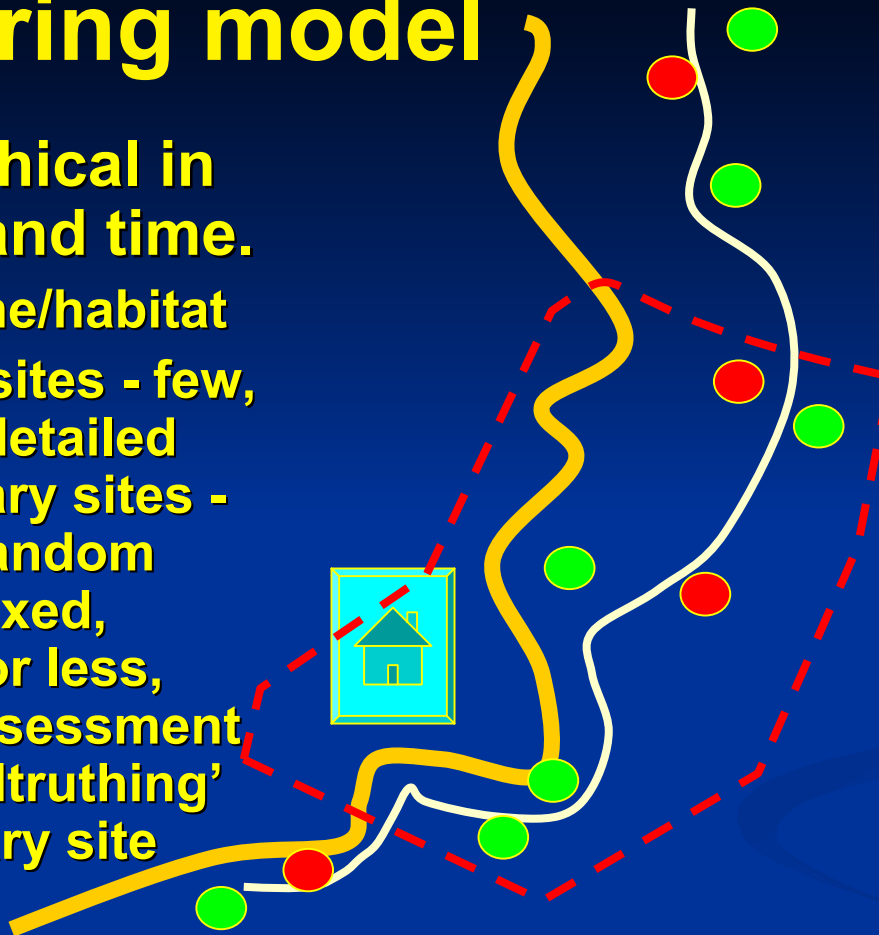 ring model
hical in
and time.
ne/habitat
sites - few,
detailed
ary sites -
andom
xed,
or less,
sessment
ltruthing’
ry site